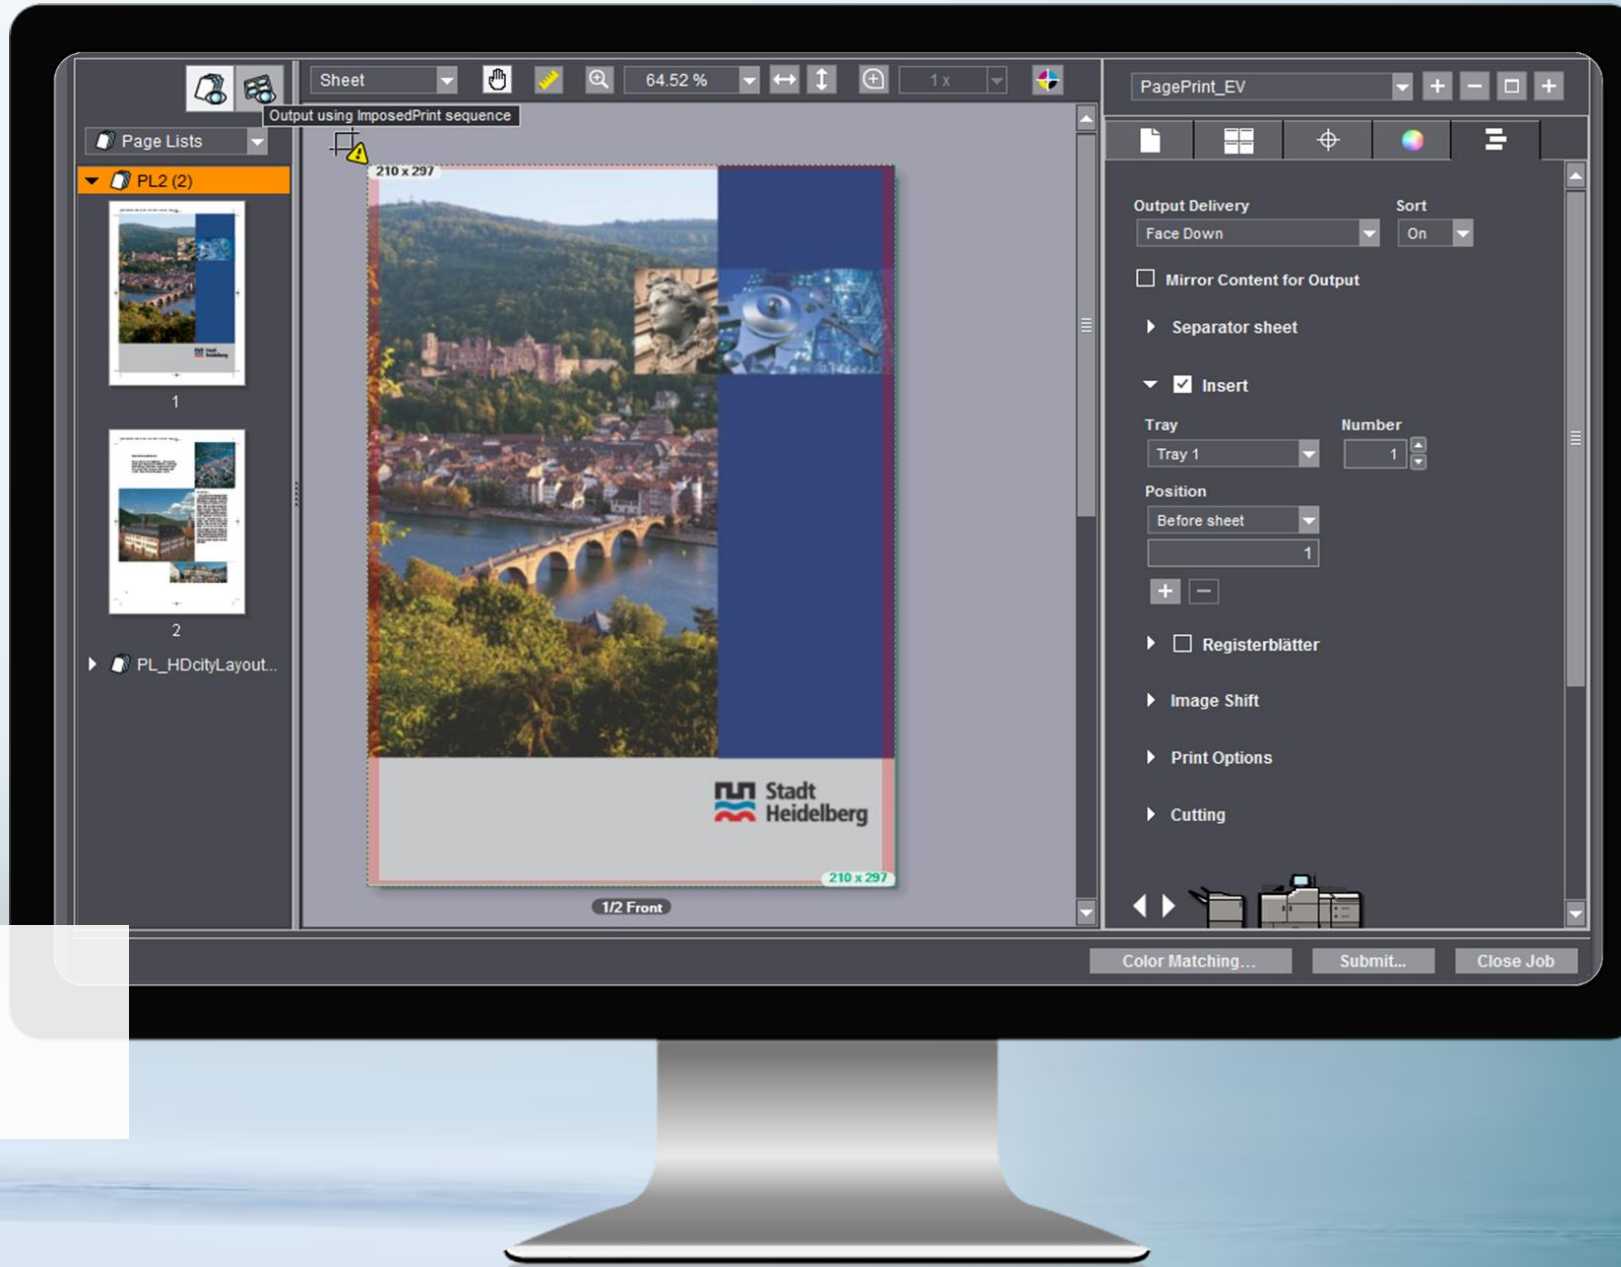 Sheet
64.52 %
1 x
PagePrint_EV
Output using ImposedPrint sequence
Page Lists
PL2 (2)
1
2
PL_HDcityLayout...
210 x 297
Stadt
Heidelberg
210 x 297
1/2 Front
Output Delivery
Sort
Face Down
On
Mirror Content for Output
Separator sheet
Insert
Tray
Number
Tray 1
1
Position
Before sheet
1
Registerblätter
Image Shift
Print Options
Cutting
Color Matching...
Submit...
Close Job